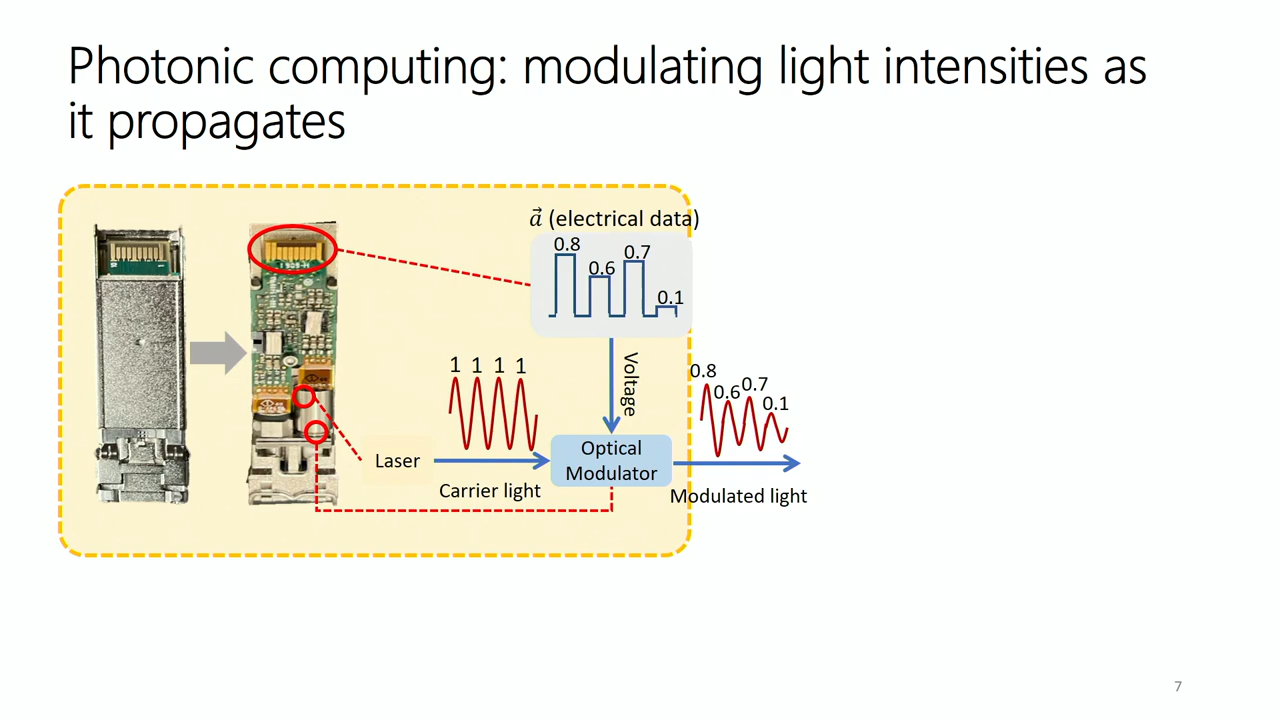 Photonic computing: modulating light intensities as
it propagates
a⃗ (electrical data)
0.8
0.6
0.7
0.1
Voltage
1 1 1 1
Laser
Carrier light
Optical
Modulator
0.8
0.6
0.7
0.1
Modulated light
7